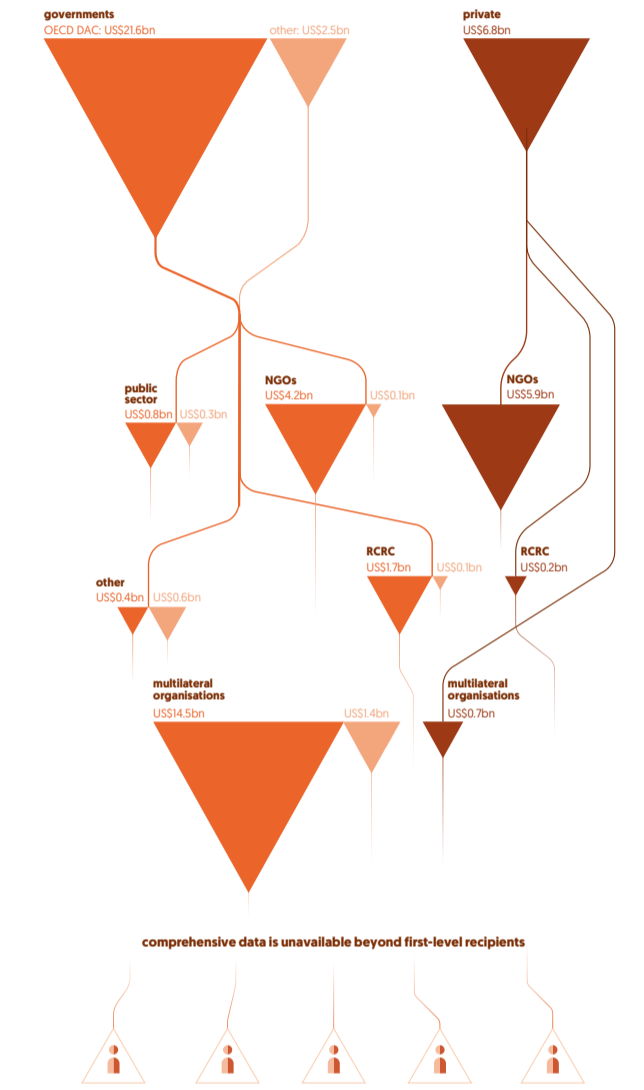 governments
OECD DAC: US$21.6bn
other: US$2.5bn
private
US$6.8bn
public
sector
US$0.8bn
US$0.3bn
NGOs
US$4.2bn
US$0.1bn
NGOs
US$5.9bn
other
US$0.4bn
US$0.6bn
RCRC
US$1.7bn
US$0.1bn
RCRC
US$0.2bn
multilateral
organisations
US$14.5bn
US$1.4bn
multilateral
organisations
US$0.7bn
comprehensive data is unavailable beyond first-level recipients